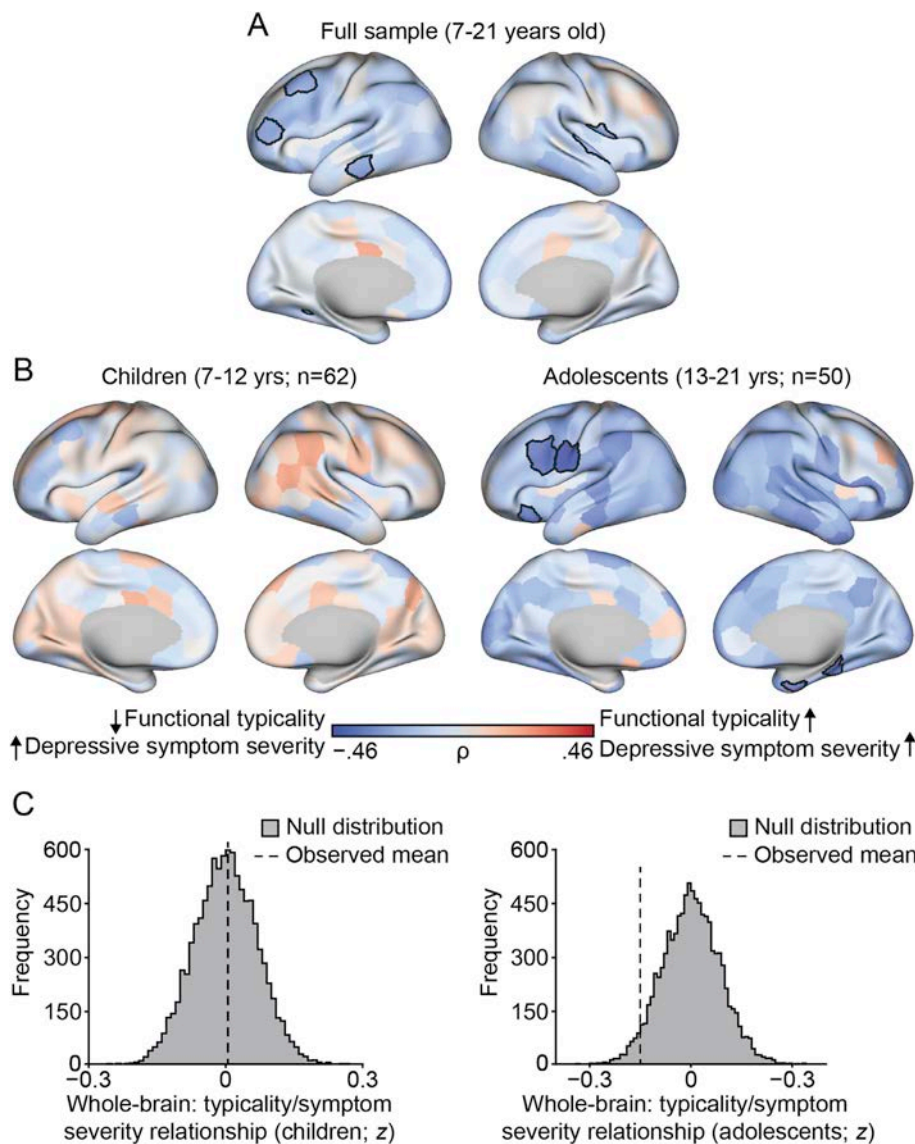 A
Full sample (7-21 years old)
B
Children (7-12 yrs; n=62)
Adolescents (13-21 yrs; n=50)
↓ Functional typicality
↑ Depressive symptom severity
−.46
ρ
.46
Functional typicality ↑
Depressive symptom severity ↑
C
Null distribution
Observed mean
600
450
300
150
0
Frequency
−0.3
0
0.3
Whole-brain: typicality/symptom
severity relationship (children; z)
Null distribution
Observed mean
600
450
300
150
0
Frequency
−0.3
0
−0.3
Whole-brain: typicality/symptom
severity relationship (adolescents; z)